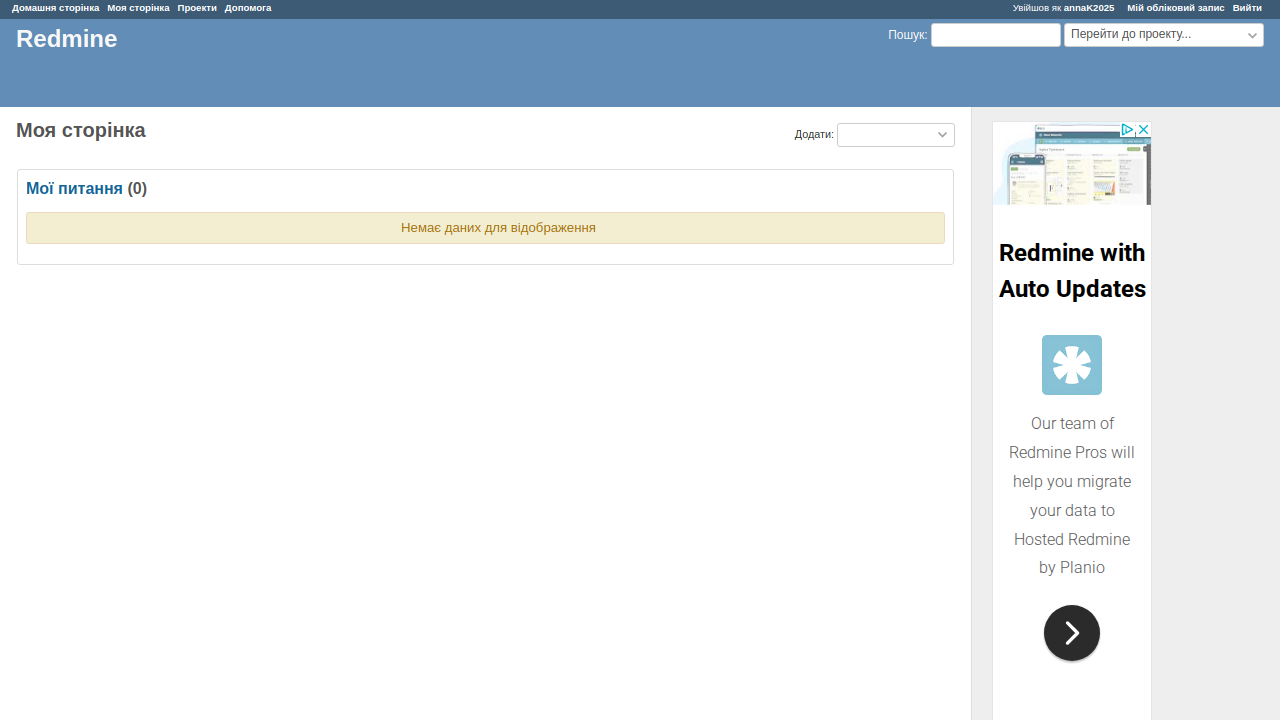 Домашня сторінка Моя сторінка Проекти Допомога
Увійшов як annaK2025 Мій обліковий запис Вийти
Redmine
Пошук:
Перейти до проекту...
Моя сторінка
Додати:
Мої питання (0)
Немає даних для відображення
Redmine with
Auto Updates
Our team of
Redmine Pros will
help you migrate
your data to
Hosted Redmine
by Planio